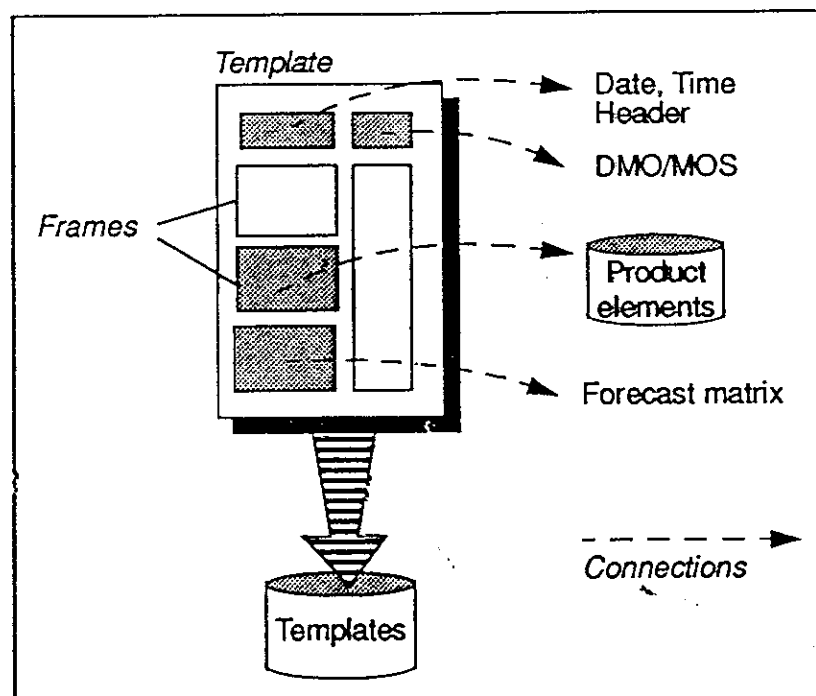 Template
Date, Time
Header
DMO/MOS
Frames
Product
elements
Forecast matrix
Connections
Templates